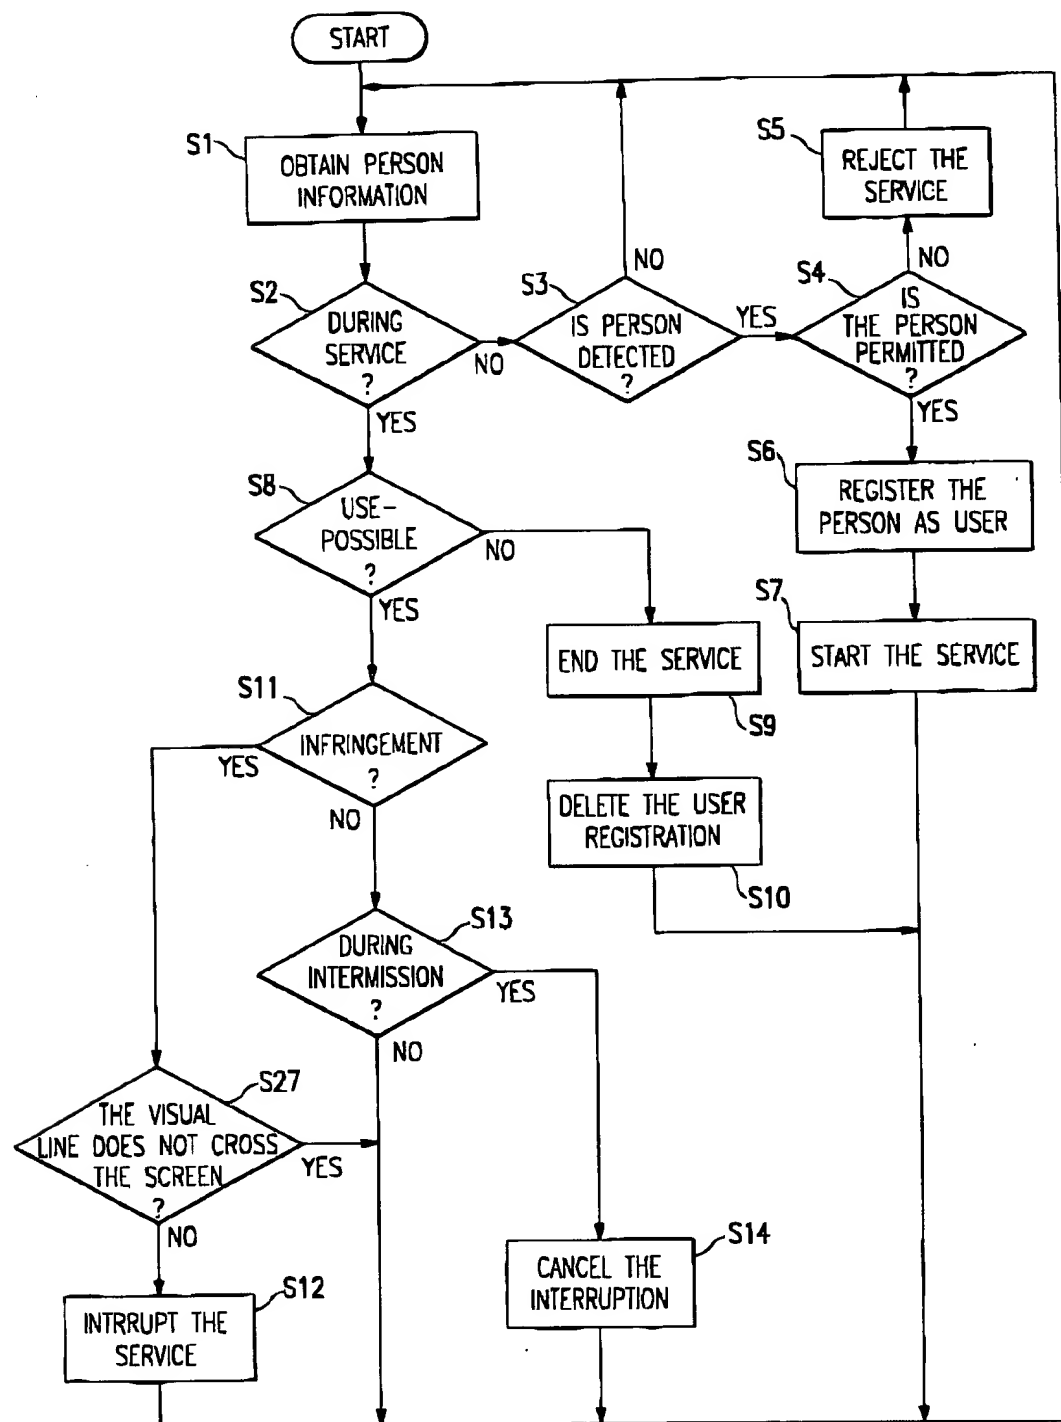 START
S1
OBTAIN PERSON
INFORMATION
S5
REJECT THE
SERVICE
NO
NO
S2
DURING
SERVICE
?
NO
YES
S3
IS PERSON
DETECTED
?
YES
S4
IS
THE PERSON
PERMITTED
?
YES
S6
REGISTER THE
PERSON AS USER
S8
USE-
POSSIBLE
?
NO
YES
S7
START THE SERVICE
END THE SERVICE
S9
S11
INFRINGEMENT
?
YES
NO
DELETE THE USER
REGISTRATION
S10
S13
DURING
INTERMISSION
?
YES
NO
S27
THE VISUAL
LINE DOES NOT CROSS
THE SCREEN
?
YES
NO
S14
CANCEL THE
INTERRUPTION
S12
INTRRUPT THE
SERVICE